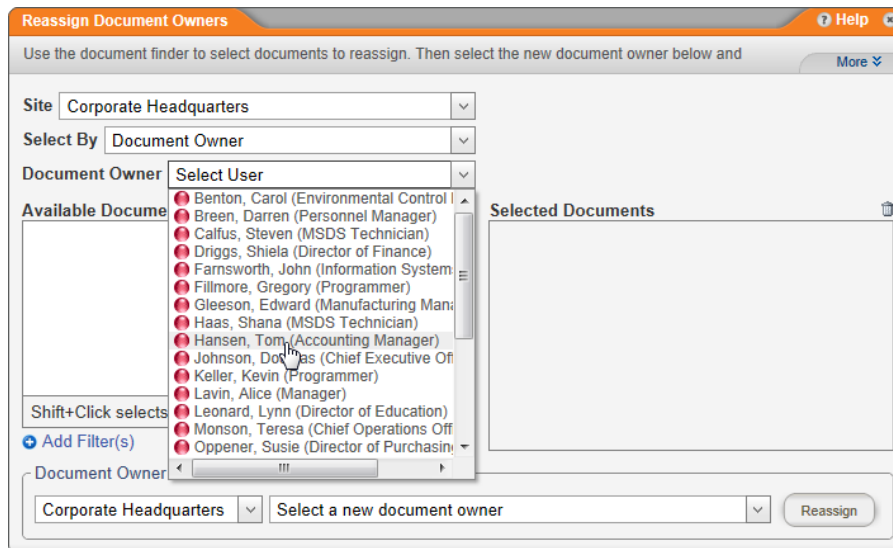 Reassign Document Owners
Help
Use the document finder to select documents to reassign. Then select the new document owner below and
More
Site Corporate Headquarters
Select By Document Owner
Document Owner Select User
Benton, Carol (Environmental Control
Available Docume
Breen, Darren (Personnel Manager)
Selected Documents
Calfus, Steven (MSDS Technician)
Driggs, Shiela (Director of Finance)
Farnsworth, John (Information System
Fillmore, Gregory (Programmer)
Gleeson, Edward (Manufacturing Man
Haas, Shana (MSDS Technician)
Hansen, Tom (Accounting Manager)
Johnson, Do as (Chief Executive Off
Keller, Kevin (Programmer)
Lavin, Alice (Manager)
Leonard, Lynn (Director of Education)
Shift+Click selects
Monson, Teresa (Chief Operations Off
Oppener, Susie (Director of Purchasing
Add Filter(s)
Document Owner
Corporate Headquarters Select a new document owner Reassign